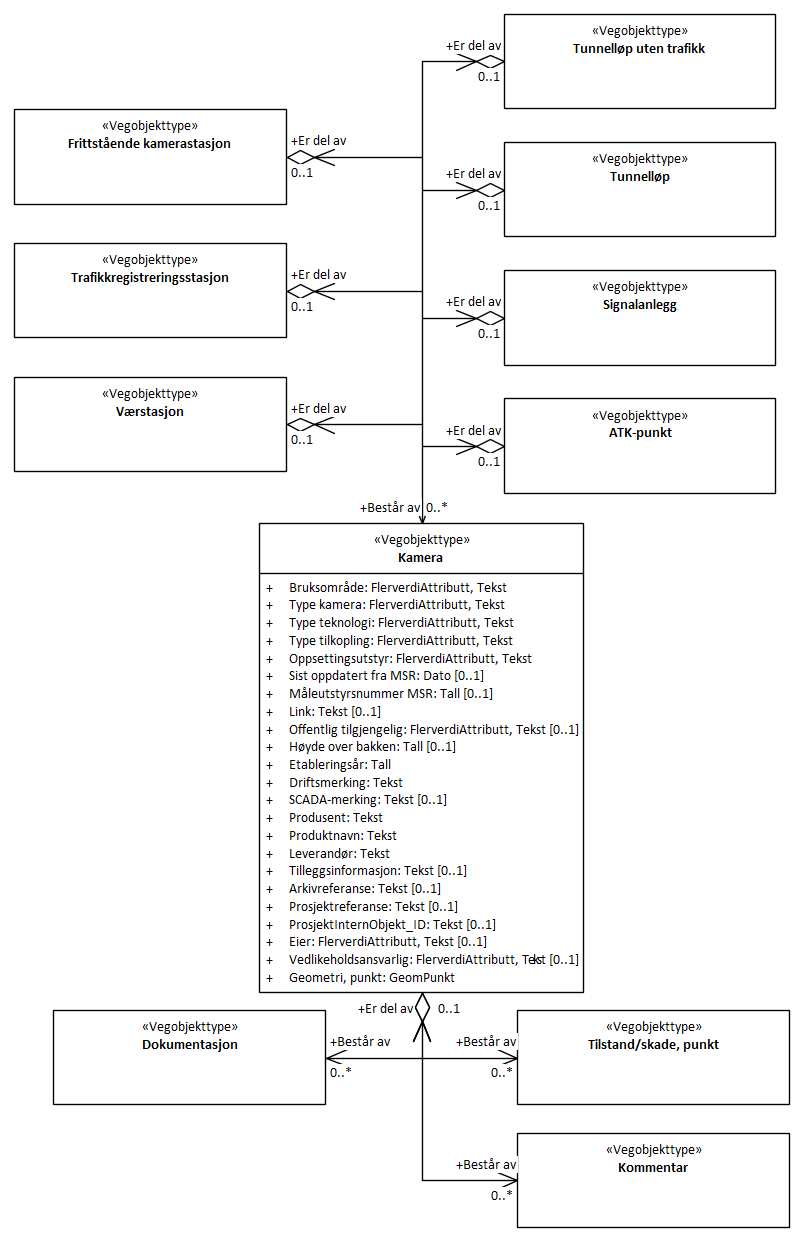 «Vegobjekttype»
Tunnelløp uten trafikk
+Er del av
0..1
«Vegobjekttype»
Frittstående kamerastasjon
+Er del av
0..1
«Vegobjekttype»
Tunnelløp
+Er del av
0..1
«Vegobjekttype»
Trafikkregistreringsstasjon
+Er del av
0..1
«Vegobjekttype»
Signalanlegg
+Er del av
0..1
«Vegobjekttype»
Værstasjon
+Er del av
0..1
«Vegobjekttype»
ATK-punkt
+Er del av
0..1
+Består av 0..*
«Vegobjekttype»
Kamera
+ Bruksområde: FlerverdiAttributt, Tekst
+ Type kamera: FlerverdiAttributt, Tekst
+ Type teknologi: FlerverdiAttributt, Tekst
+ Type tilkopling: FlerverdiAttributt, Tekst
+ Oppsettingsutstyr: FlerverdiAttributt, Tekst
+ Sist oppdatert fra MSR: Dato [0..1]
+ Måleutstyrsnummer MSR: Tall [0..1]
+ Link: Tekst [0..1]
+ Offentlig tilgjengelig: FlerverdiAttributt, Tekst [0..1]
+ Høyde over bakken: Tall [0..1]
+ Etableringsår: Tall
+ Driftsmerking: Tekst
+ SCADA-merking: Tekst [0..1]
+ Produsent: Tekst
+ Produktnavn: Tekst
+ Leverandør: Tekst
+ Tilleggsinformasjon: Tekst [0..1]
+ Arkivreferanse: Tekst [0..1]
+ Prosjektreferanse: Tekst [0..1]
+ ProsjektInternObjekt_ID: Tekst [0..1]
+ Eier: FlerverdiAttributt, Tekst [0..1]
+ Vedlikeholdsansvarlig: FlerverdiAttributt, Tekst [0..1]
+ Geometri, punkt: GeomPunkt
+Er del av 0..1
«Vegobjekttype»
Dokumentasjon
+Består av
0..*
«Vegobjekttype»
Tilstand/skade, punkt
+Består av
0..*
«Vegobjekttype»
Kommentar
+Består av
0..*